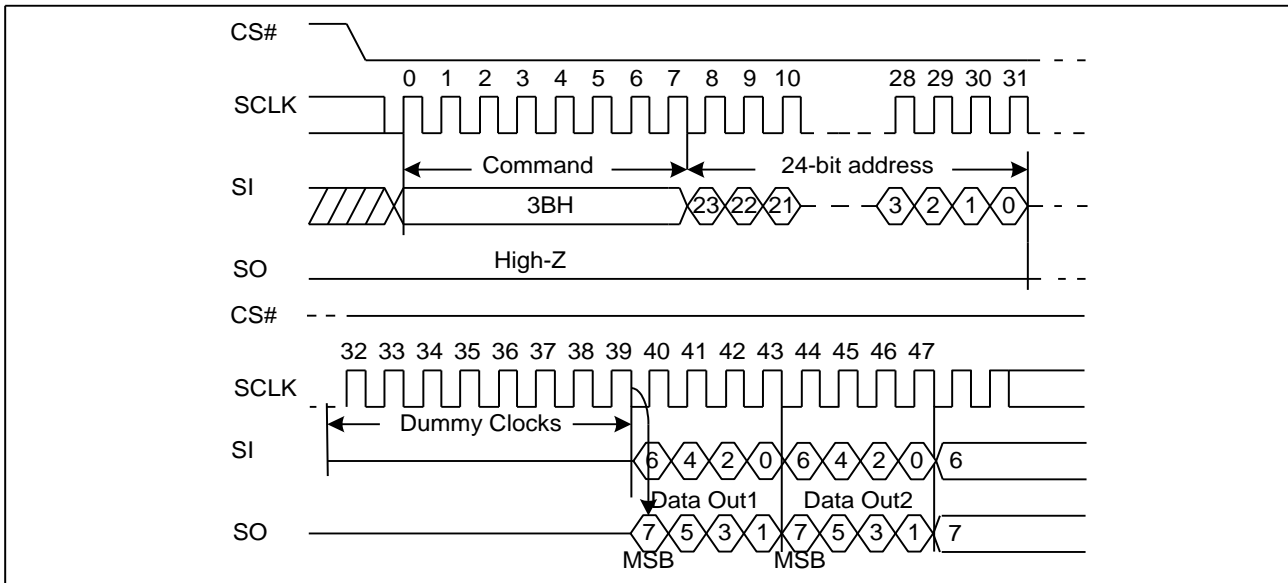 CS#
0 1 2 3 4 5 6 7 8 9 10 28 29 30 31
SCLK
Command 24-bit address
SI
3BH 23 22 21 3 2 1 0
High-Z
SO
CS#
32 33 34 35 36 37 38 39 40 41 42 43 44 45 46 47
SCLK
Dummy Clocks
SI
6 4 2 0 6 4 2 0 6
Data Out1 Data Out2
SO
7 5 3 1 7 5 3 1 7
MSB MSB